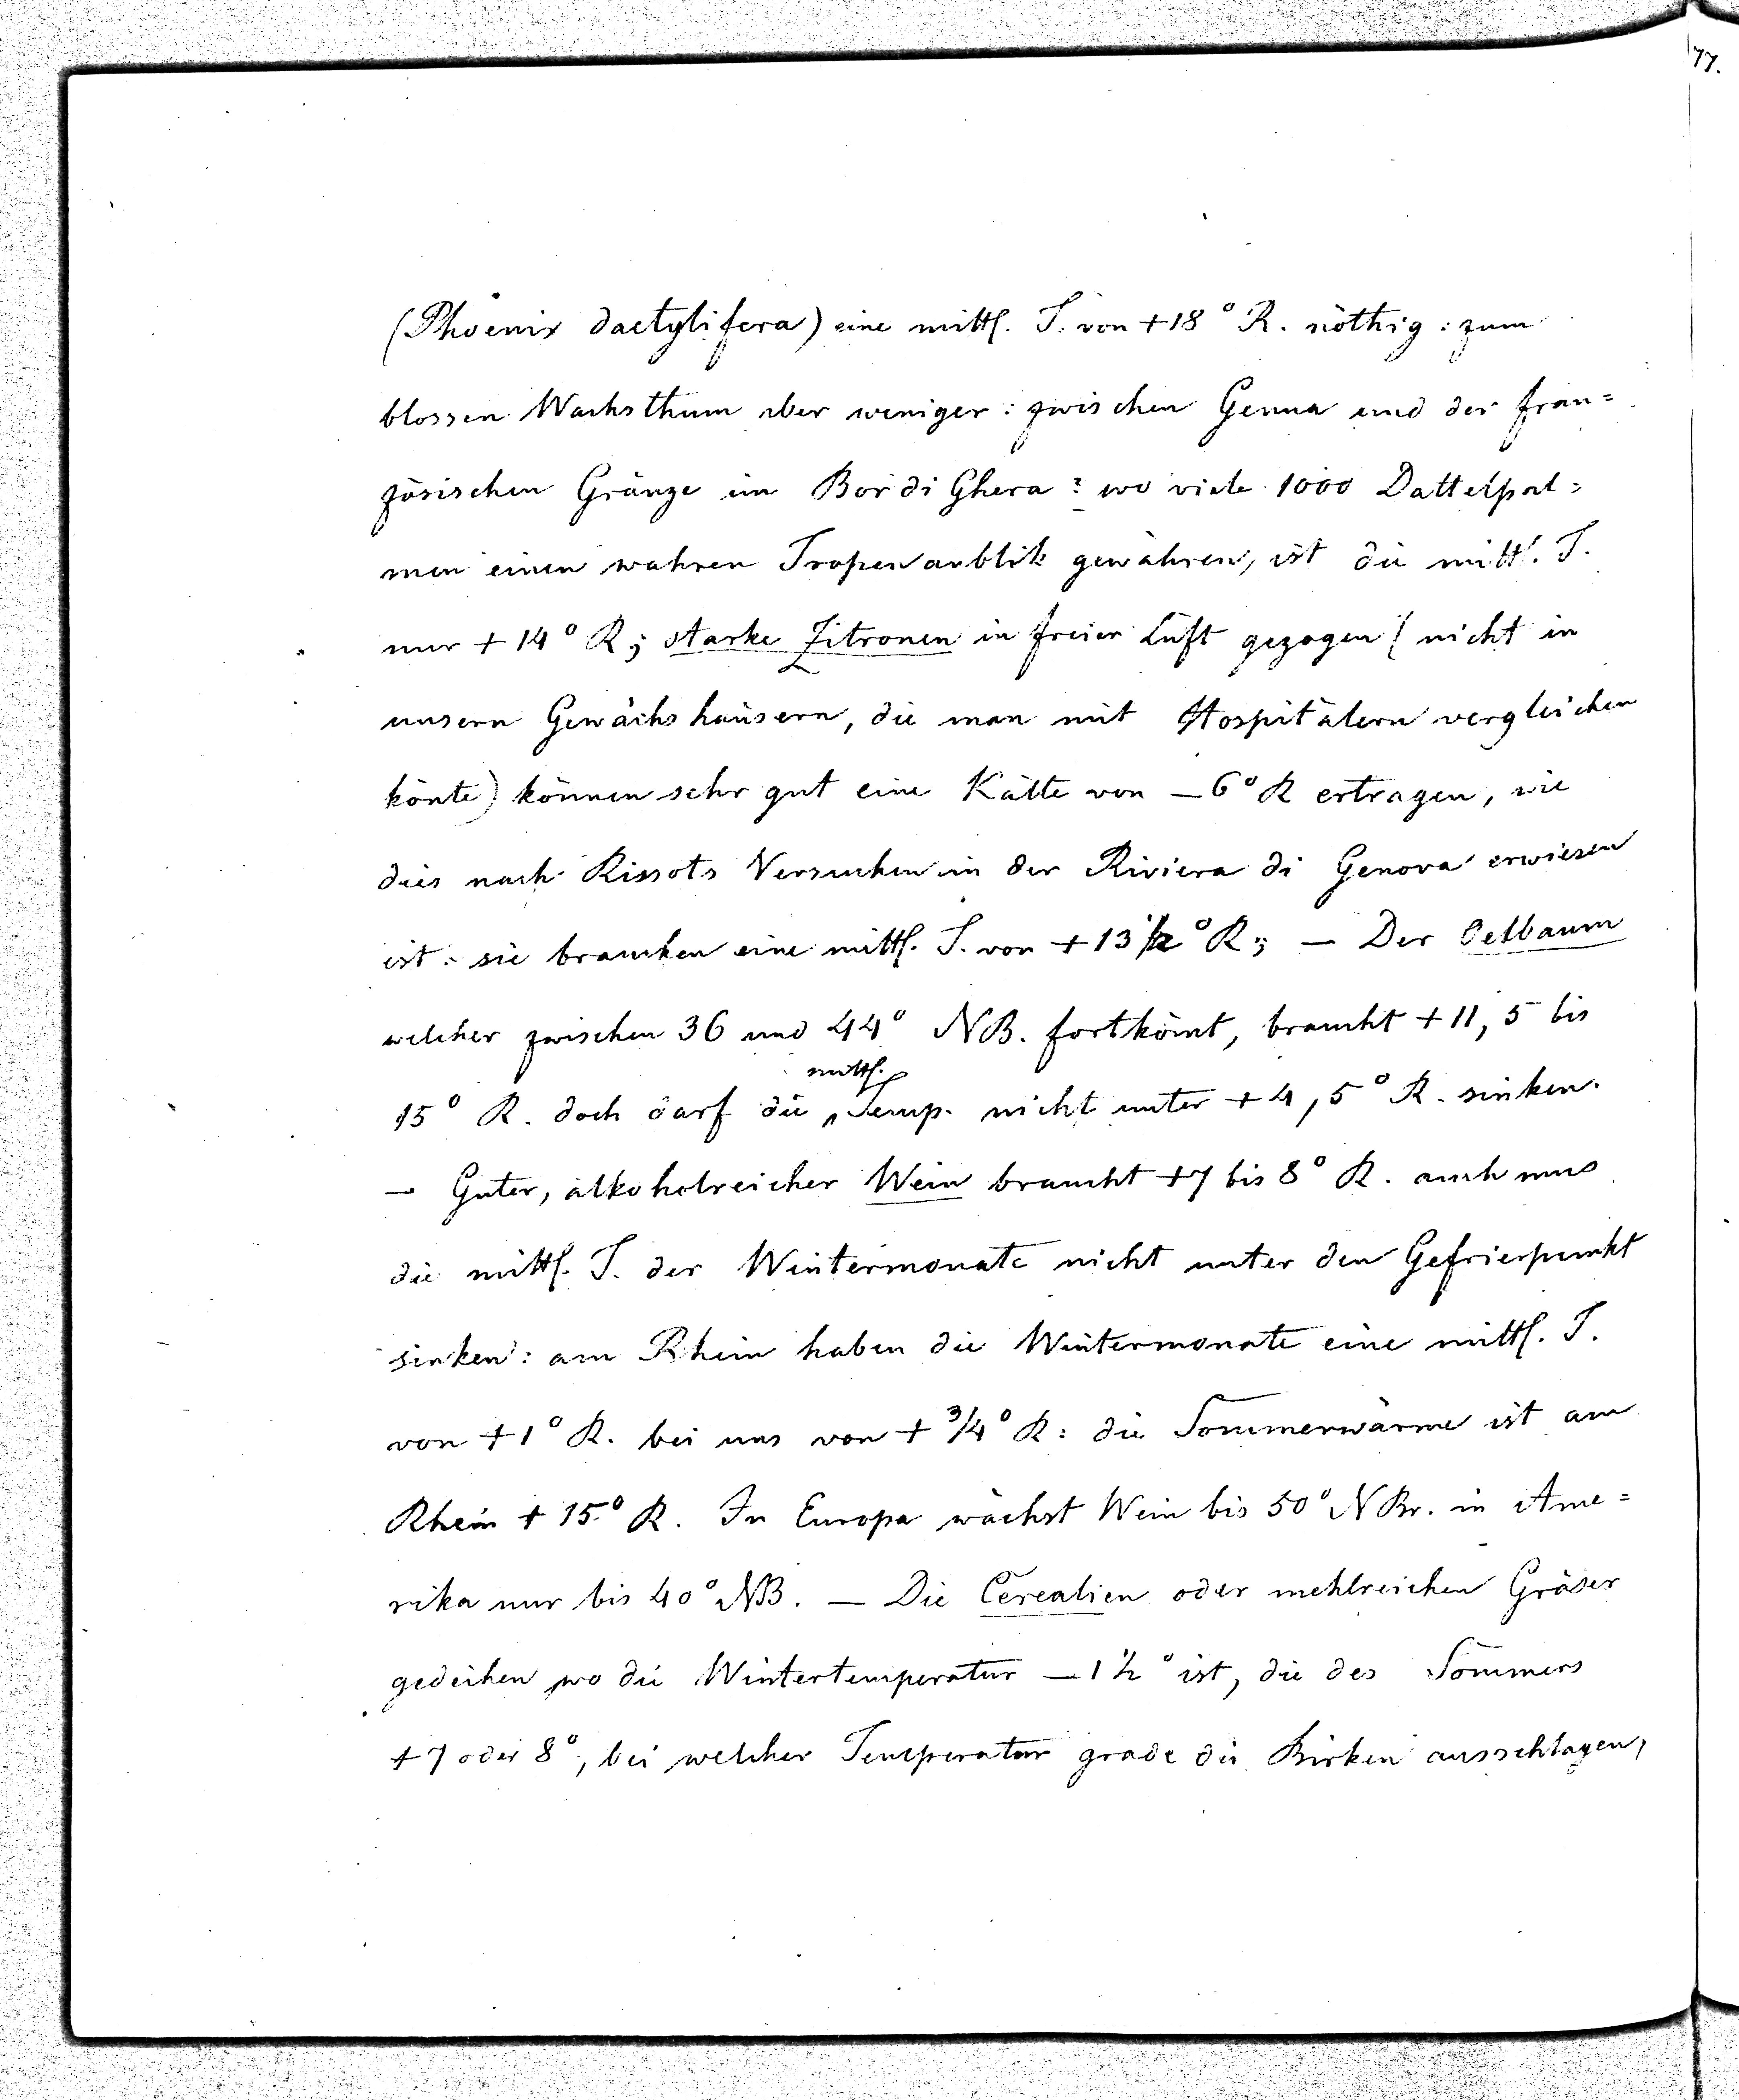 77.
(Phoenix dactylifera) eine mittl. T. von +18° R. nöthig: zum
blossen Wachsthum aber weniger: zwischen Genua und der fran=
zösischen Gränze im Bordi Ghera? wo viele 1000 Dattelpal=
men einen wahren Tropenanblik gewähren, ist die mittl. T.
nur +14° R; starke Zitronen in freier Luft gezogen (nicht in
unsern Gewächshäusern, die man mit Hospitälern vergleichen
könte) können sehr gut eine Kälte von –6° R ertragen, wie
dies nach Rissots Versuchen in der Riviera di Genova erwiesen
ist: sie brauchen eine mittl. T. von +13½° R; – Der Oelbaum
welcher zwischen 36 und 44° NB. fortkömt, braucht +11,5 bis
mittl.
15° R. doch darf die Temp. nicht unter +4,5° R. sinken.
– Guter, alkoholreicher Wein braucht +7 bis 8° R. auch mus
die mittl. T. der Wintermonate nicht unter den Gefrierpunkt
sinken: am Rhein haben die Wintermonate eine mittl. T.
von +1° R. bei uns von +¾° R: die Sommerwärme ist am
Rhein +15° R. In Europa wächst Wein bis 50° NBr. in Ame=
rika nur bis 40° NB. – Die Cerealien oder mehlreichen Gräser
gedeihen wo die Wintertemperatur –1½° ist, die des Sommers
+7 oder 8°, bei welcher Temperatur grade die Birken ausschlagen,